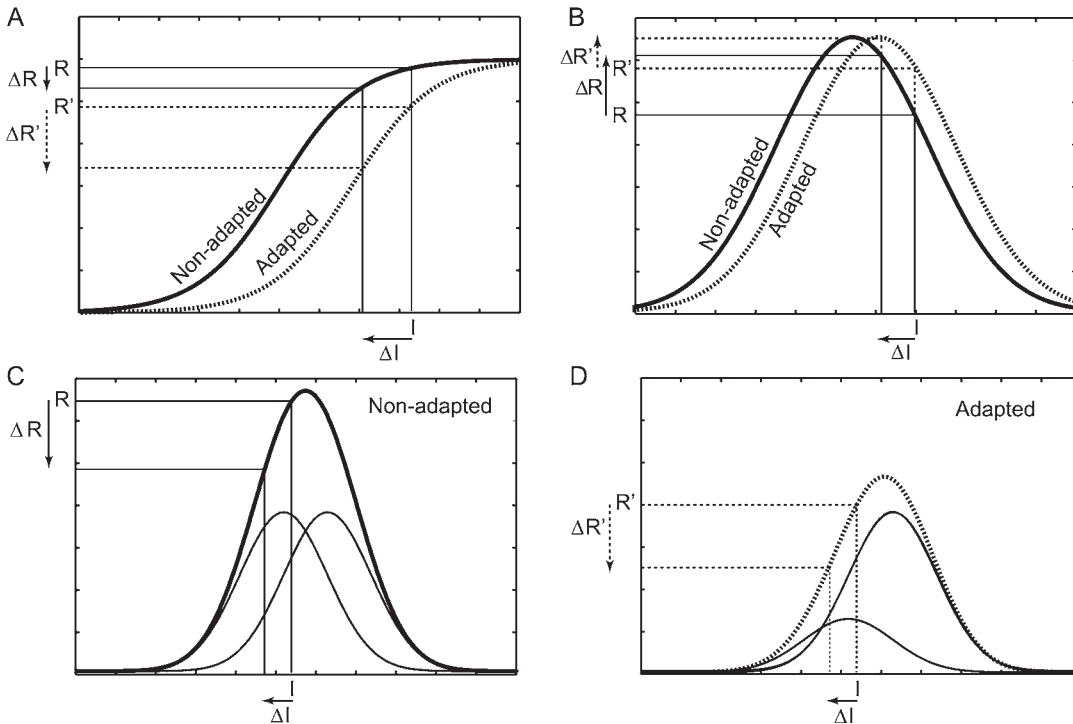 A
R
ΔR
R'
ΔR'
Non-adapted
Adapted
I
ΔI
B
ΔR'
R'
ΔR
R
Non-adapted
Adapted
I
ΔI
C
R
Non-adapted
ΔR
I
ΔI
D
Adapted
R'
ΔR'
I
ΔI